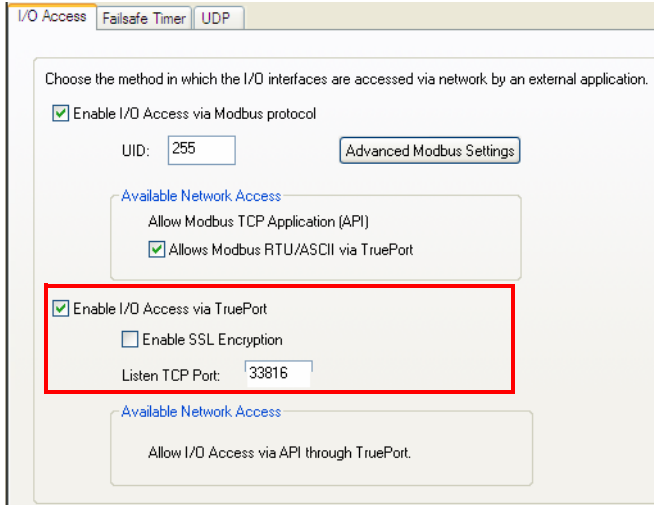 I/O Access Failsafe Timer UDP
Choose the method in which the I/O interfaces are accessed via network by an external application.
Enable I/O Access via Modbus protocol
UID: 255 Advanced Modbus Settings
Available Network Access
Allow Modbus TCP Application (API)
Allows Modbus RTU/ASCII via TruePort
Enable I/O Access via TruePort
Enable SSL Encryption
Listen TCP Port: 33816
Available Network Access
Allow I/O Access via API through TruePort.